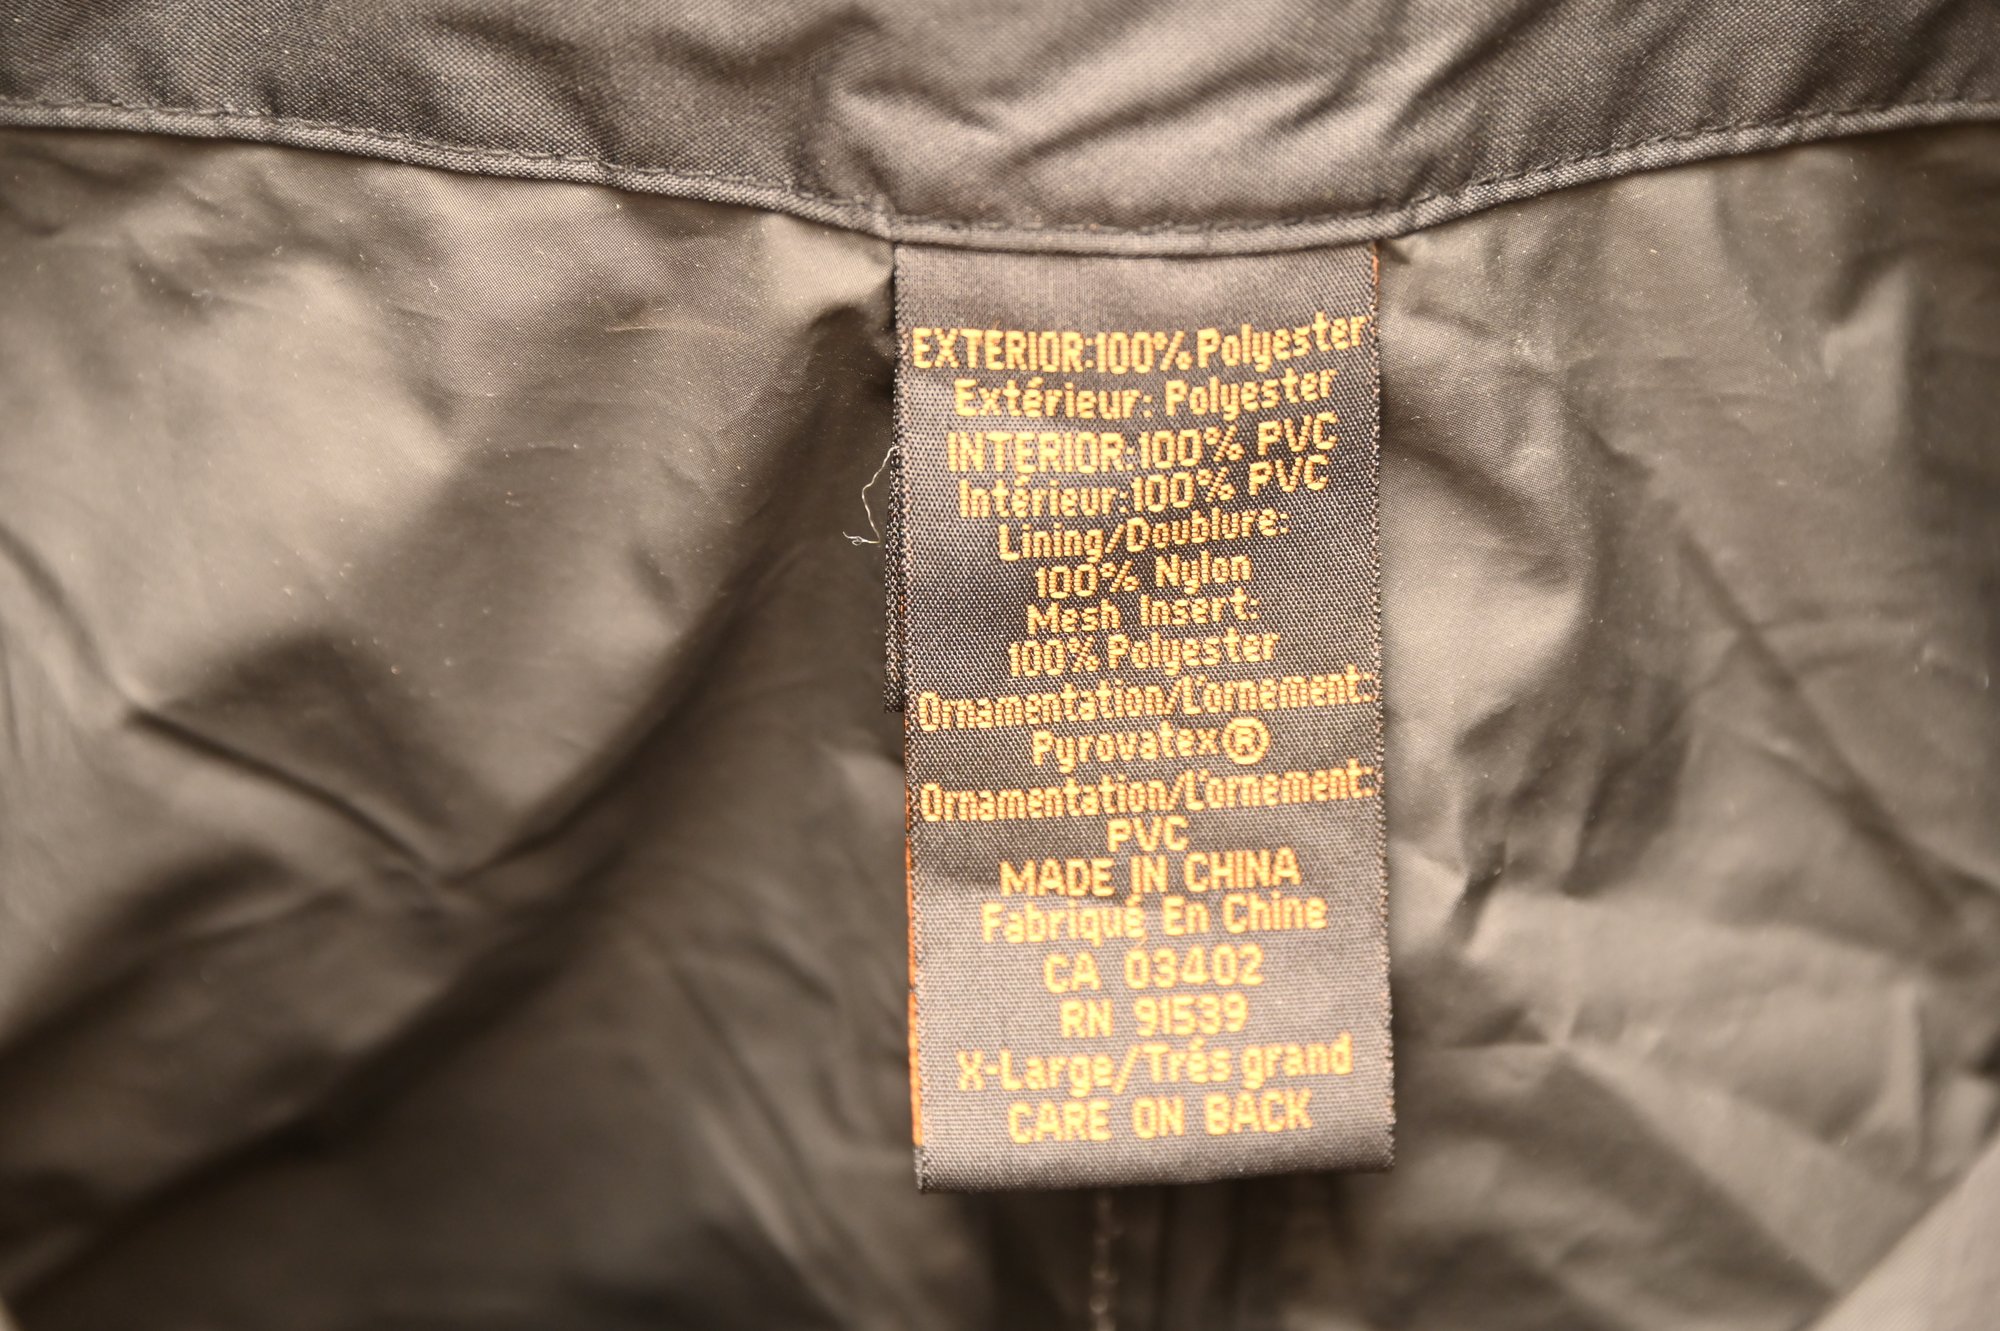 EXTERIOR:100% Polyester
Extérieur: Polyester
INTERIOR:100% PVC
Intérieur:100% PVC
Lining/Doublure:
100% Nylon
Mesh Insert:
100% Polyester
Ornamentation/L'ornement:
Pyrovatex®
Ornamentation/L'ornement:
PVC
MADE IN CHINA
Fabriqué En Chine
CA 03402
RN 91539
X-Large/Trés grand
CARE ON BACK